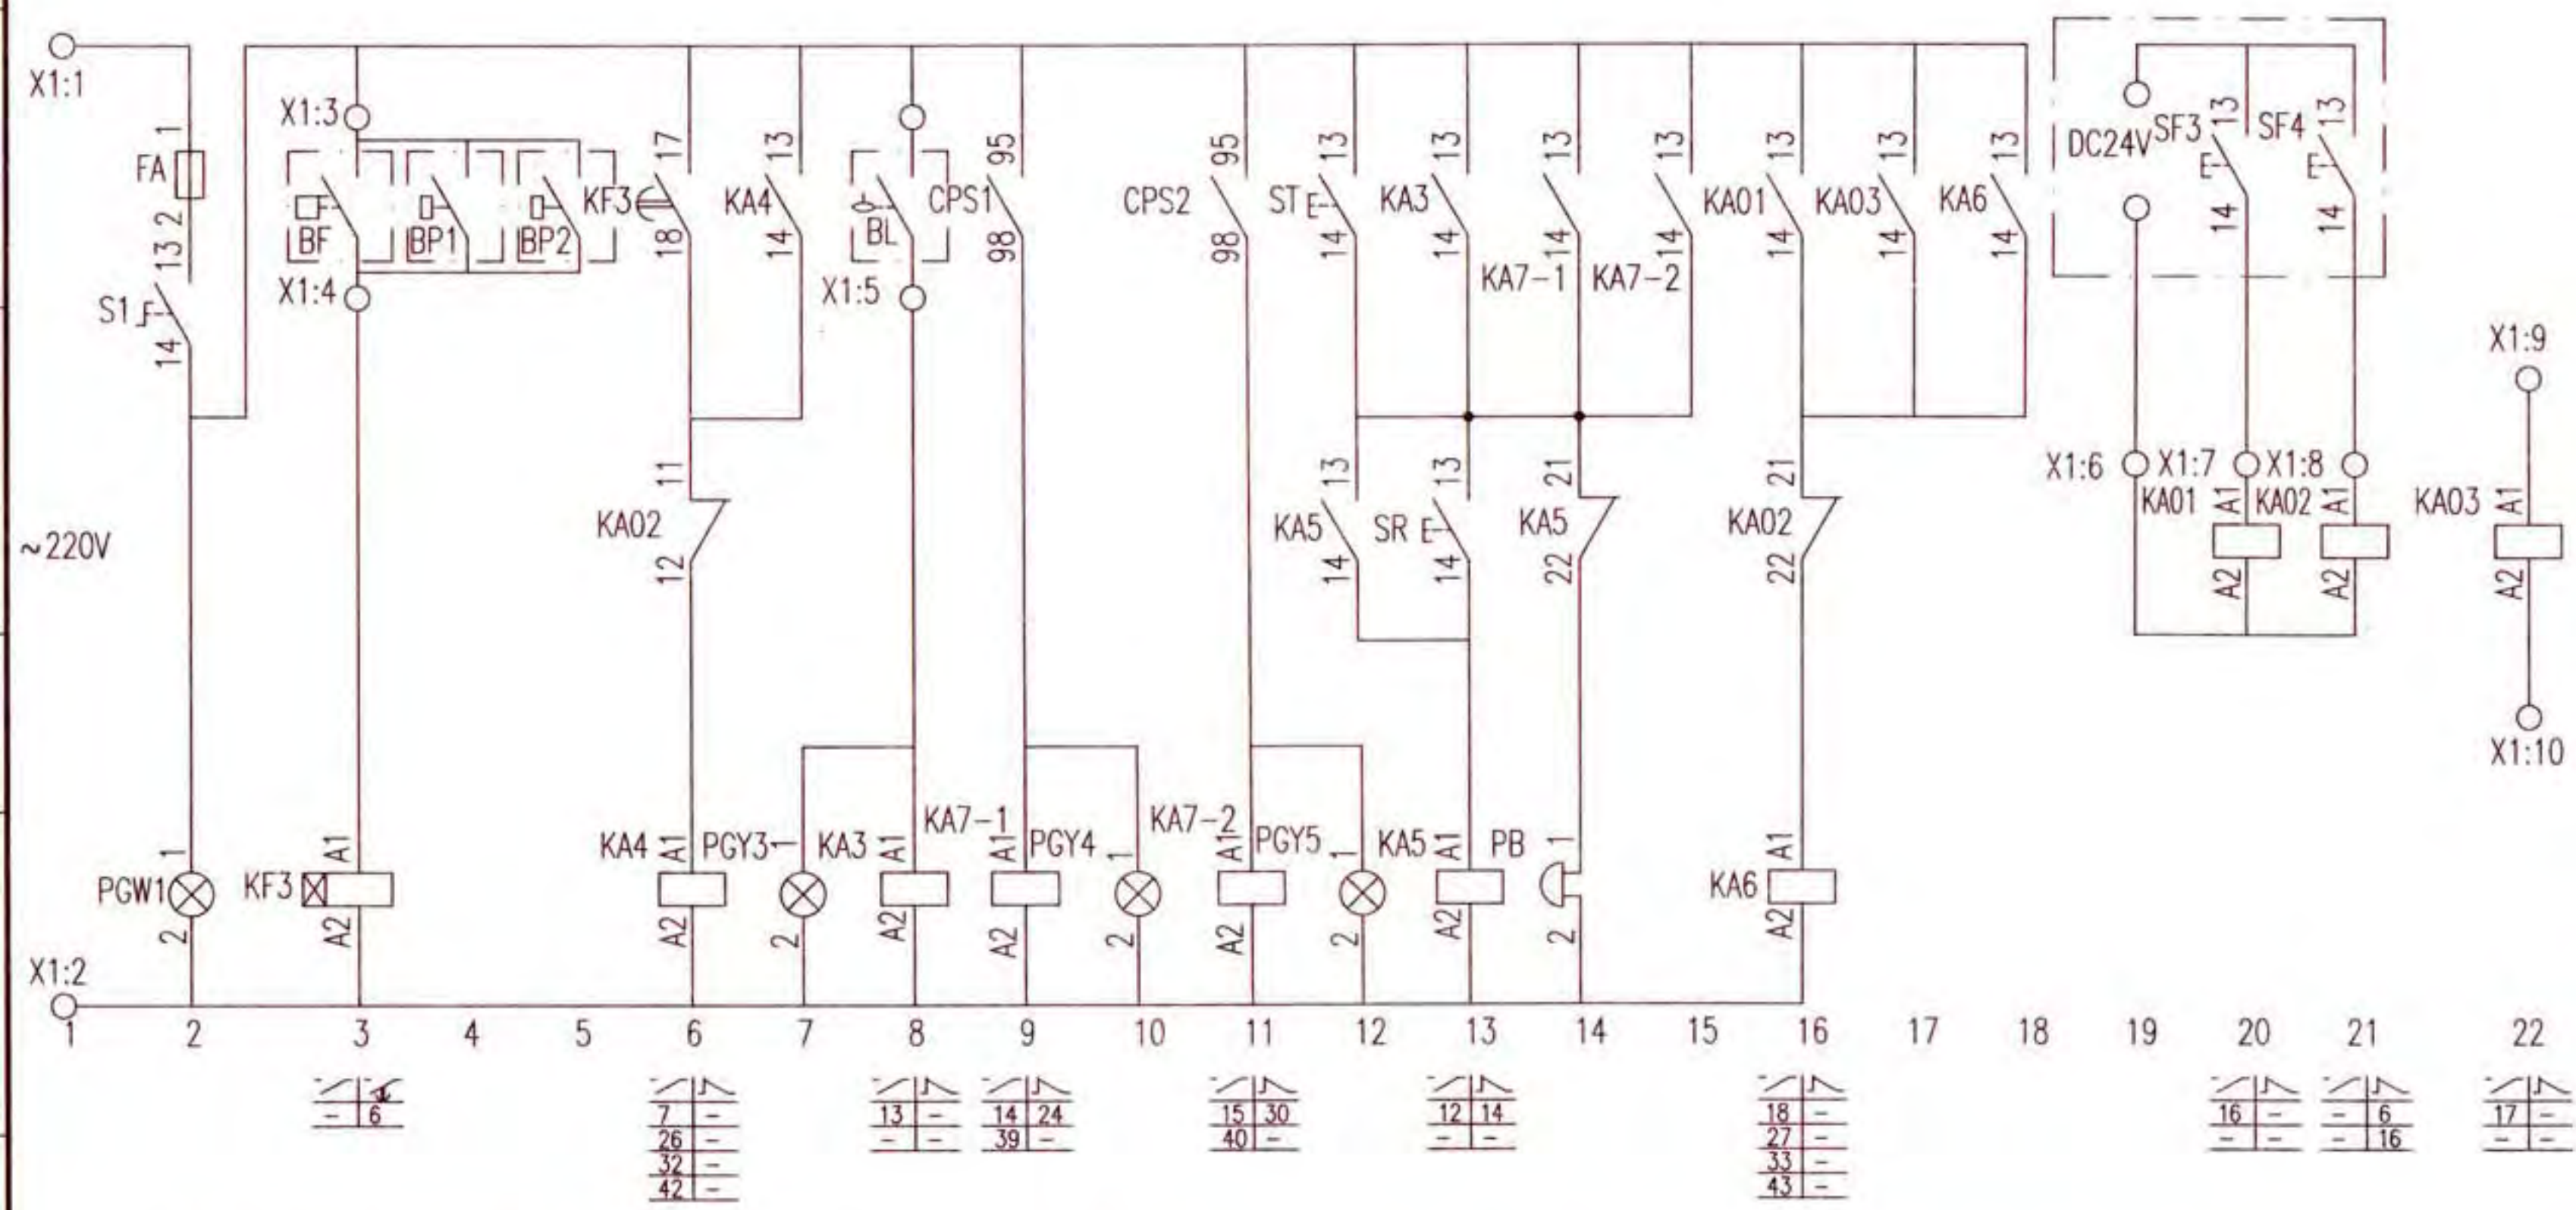 X1:1
FA
1
2
S1
13
14
X1:3
BF
BP1
BP2
X1:4
KF3
17
18
KA4
13
14
BL
X1:5
CPS1
95
98
CPS2
95
98
ST
13
14
KA3
13
14
13
14
KA7-1
13
14
KA7-2
KA01
13
14
KA03
13
14
KA6
13
14
DC24V
SF3
13
14
SF4
13
14
~220V
KA02
11
12
KA5
13
14
SR
13
14
KA5
21
22
KA02
21
22
X1:6
X1:7
X1:8
KA01
A1
A2
KA02
A1
A2
X1:9
KA03
A1
A2
X1:10
PGW1
1
2
KF3
A1
A2
KA4
A1
A2
PGY3
1
2
KA3
A1
A2
KA7-1
A1
A2
PGY4
1
2
KA7-2
A1
A2
PGY5
1
2
KA5
A1
A2
PB
1
2
KA6
A1
A2
X1:2
1 2 3 4 5 6 7 8 9 10 11 12 13 14 15 16 17 18 19 20 21 22
- 6
7 -
26 -
32 -
42 -
13 -
- -
14 24
39 -
15 30
40 -
12 14
- -
18 -
27 -
33 -
43 -
16 -
- -
- 6
- 16
17 -
- -